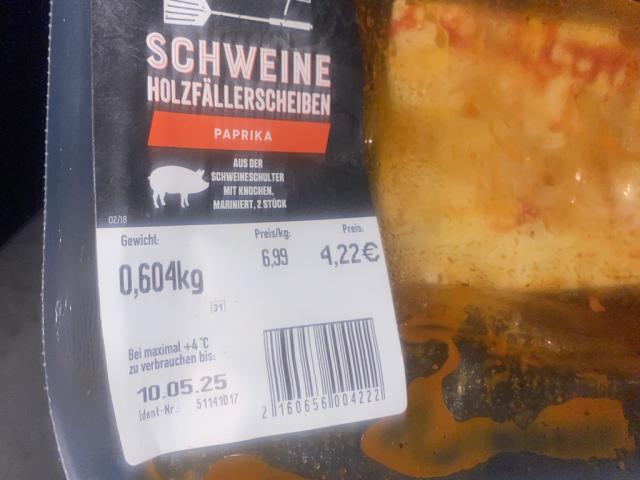 SCHWEINE
HOLZFÄLLERSCHEIBEN
PAPRIKA
AUS DER
SCHWEINESCHULTER
MIT KNOCHEN,
MARINIERT, 2 STÜCK
02/18
Gewicht: Preis/kg: Preis:
0,604kg 6,99 4,22€
31
Bei maximal +4 °C
zu verbrauchen bis:
10.05.25
Ident-Nr.: 51141017
2 160656 004222